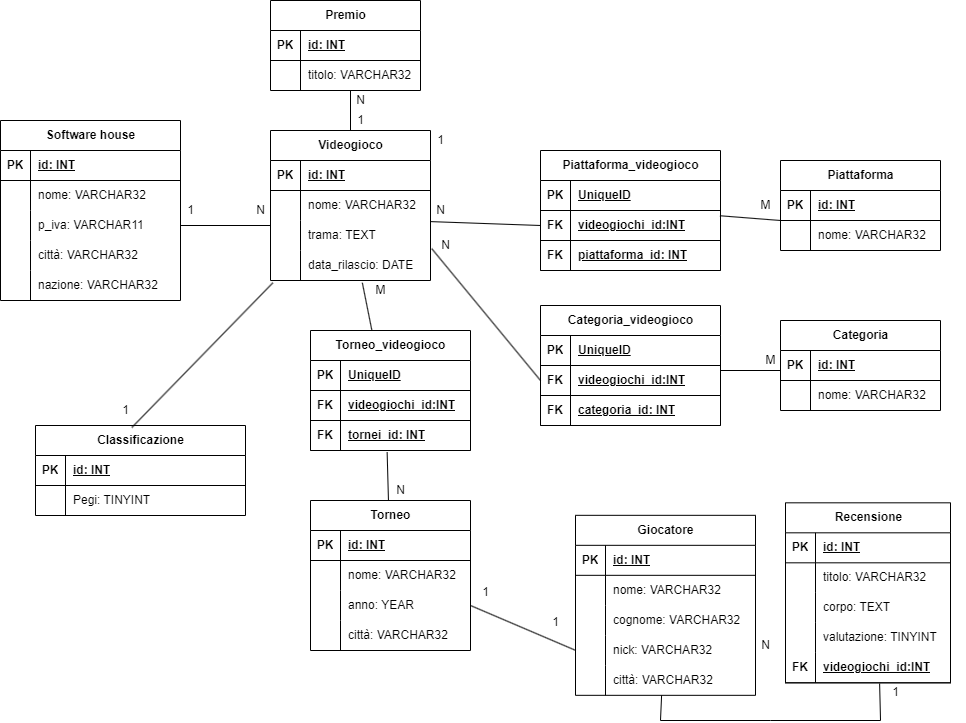 Premio
PK id: INT
titolo: VARCHAR32
N
1
Software house
PK id: INT
nome: VARCHAR32
p_iva: VARCHAR11
città: VARCHAR32
nazione: VARCHAR32
1
N
Videogioco
PK id: INT
nome: VARCHAR32
trama: TEXT
data_rilascio: DATE
1
N
N
M
Piattaforma_videogioco
PK UniqueID
FK videogiochi_id:INT
FK piattaforma_id: INT
M
Piattaforma
PK id: INT
nome: VARCHAR32
Categoria_videogioco
PK UniqueID
FK videogiochi_id:INT
FK categoria_id: INT
M
Categoria
PK id: INT
nome: VARCHAR32
Torneo_videogioco
PK UniqueID
FK videogiochi_id:INT
FK tornei_id: INT
N
1
Classificazione
PK id: INT
Pegi: TINYINT
Torneo
PK id: INT
nome: VARCHAR32
anno: YEAR
città: VARCHAR32
1
1
Giocatore
PK id: INT
nome: VARCHAR32
cognome: VARCHAR32
nick: VARCHAR32
città: VARCHAR32
N
Recensione
PK id: INT
titolo: VARCHAR32
corpo: TEXT
valutazione: TINYINT
FK videogiochi_id:INT
1